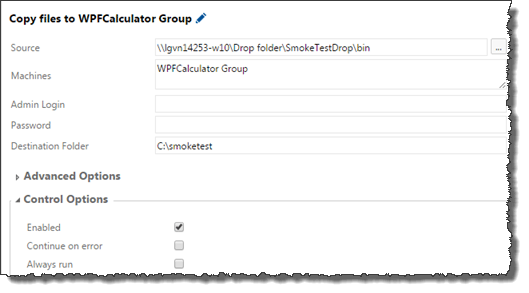 Copy files to WPFCalculator Group
Source \\lgvn14253-w10\Drop folder\SmokeTestDrop\bin ...
Machines WPFCalculator Group
Admin Login
Password
Destination Folder C:\smoketest
Advanced Options
Control Options
Enabled
Continue on error
Always run